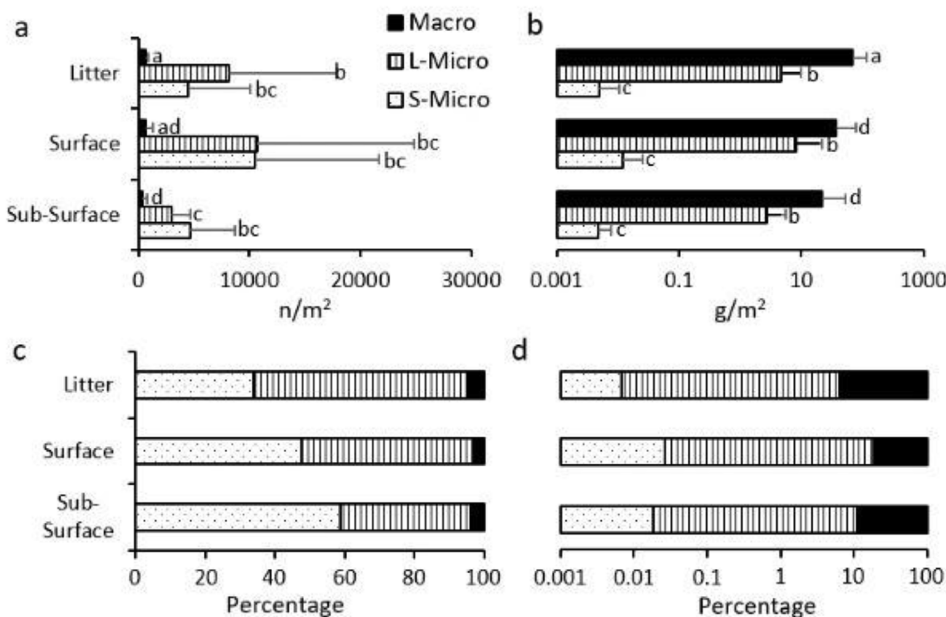 a
Macro
L-Micro
S-Micro
b
Litter
a
b
bc
a
b
c
Surface
ad
bc
bc
d
b
c
Sub-Surface
d
c
bc
d
b
c
0 10000 20000 30000
n/m²
0.001 0.1 10 1000
g/m²
c
d
Litter
Surface
Sub-
Surface
0 20 40 60 80 100
Percentage
0.001 0.01 0.1 1 10 100
Percentage